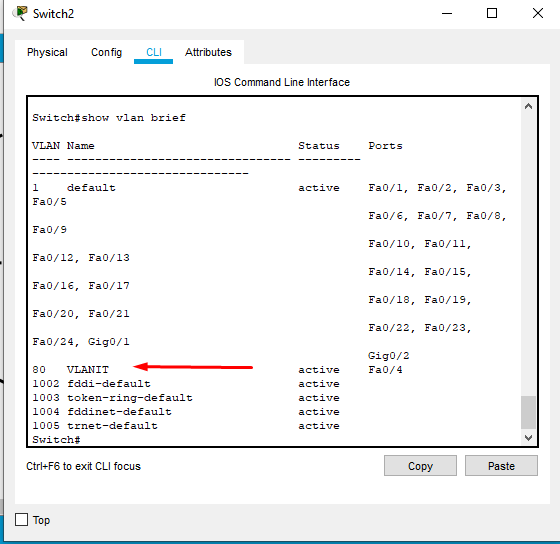 Switch2
Physical Config CLI Attributes
IOS Command Line Interface
Switch#show vlan brief
VLAN Name Status Ports
---- -------------------------------- --------- 
-------------------------------
1 default active Fa0/1, Fa0/2, Fa0/3,
Fa0/5
Fa0/6, Fa0/7, Fa0/8,
Fa0/9
Fa0/10, Fa0/11,
Fa0/12, Fa0/13
Fa0/14, Fa0/15,
Fa0/16, Fa0/17
Fa0/18, Fa0/19,
Fa0/20, Fa0/21
Fa0/22, Fa0/23,
Fa0/24, Gig0/1
Gig0/2
80 VLANIT active Fa0/4
1002 fddi-default active
1003 token-ring-default active
1004 fddinet-default active
1005 trnet-default active
Switch#
Ctrl+F6 to exit CLI focus Copy Paste
Top